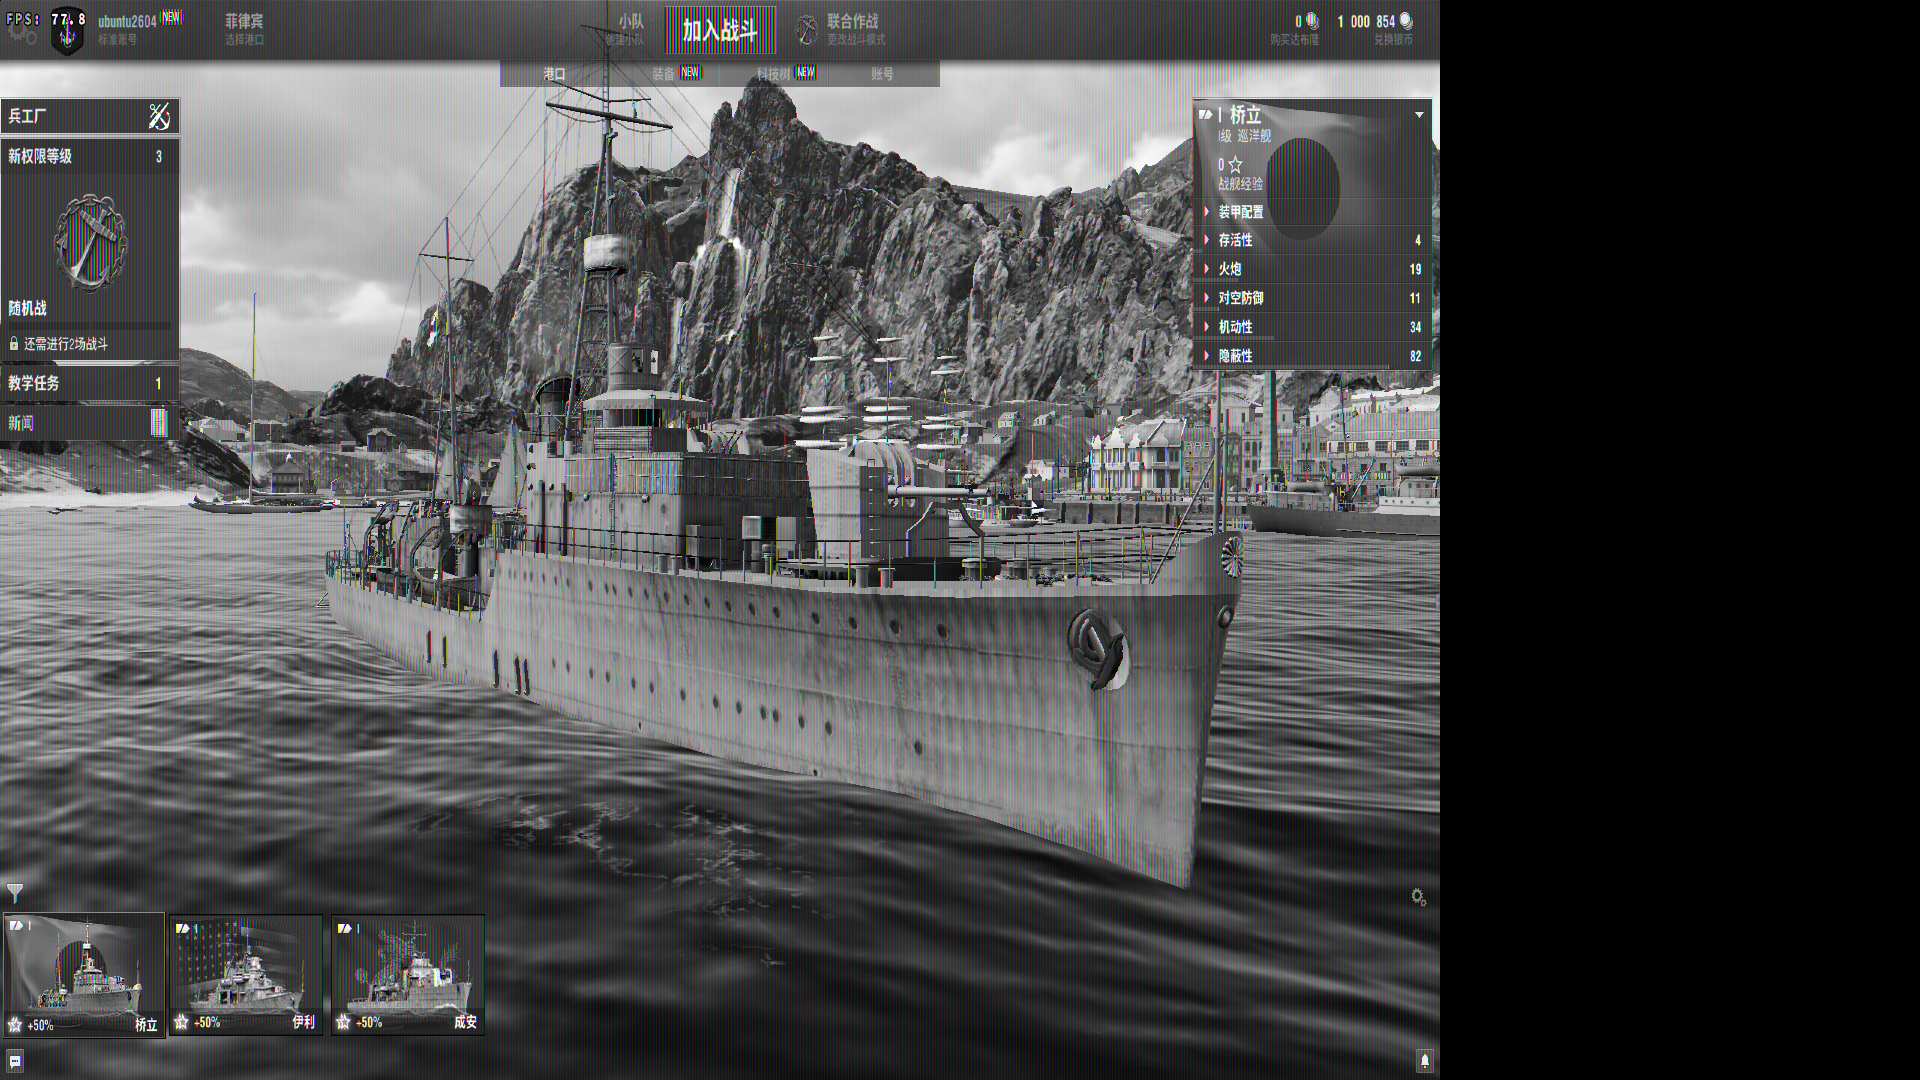 FPS: 77.8
ubuntu2604 NEW
标准账号
菲律宾
选择港口
小队
创建小队
加入战斗
联合作战
更改战斗模式
0
购买达布隆
1 000 854
兑换银币
港口
装备 NEW
科技树 NEW
账号
兵工厂
新权限等级 3
随机战
还需进行2场战斗
教学任务 1
新闻
I 桥立
I级 巡洋舰
0
战舰经验
装甲配置
存活性 4
火炮 19
对空防御 11
机动性 34
隐蔽性 82
I
+50% 桥立
I
+50% 伊利
I
+50% 成安